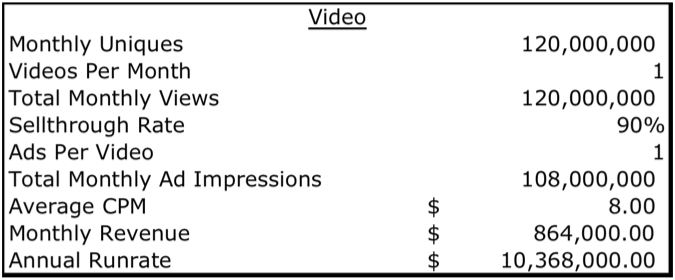 Video
Monthly Uniques 120,000,000
Videos Per Month 1
Total Monthly Views 120,000,000
Sellthrough Rate 90%
Ads Per Video 1
Total Monthly Ad Impressions 108,000,000
Average CPM $ 8.00
Monthly Revenue $ 864,000.00
Annual Runrate $ 10,368,000.00